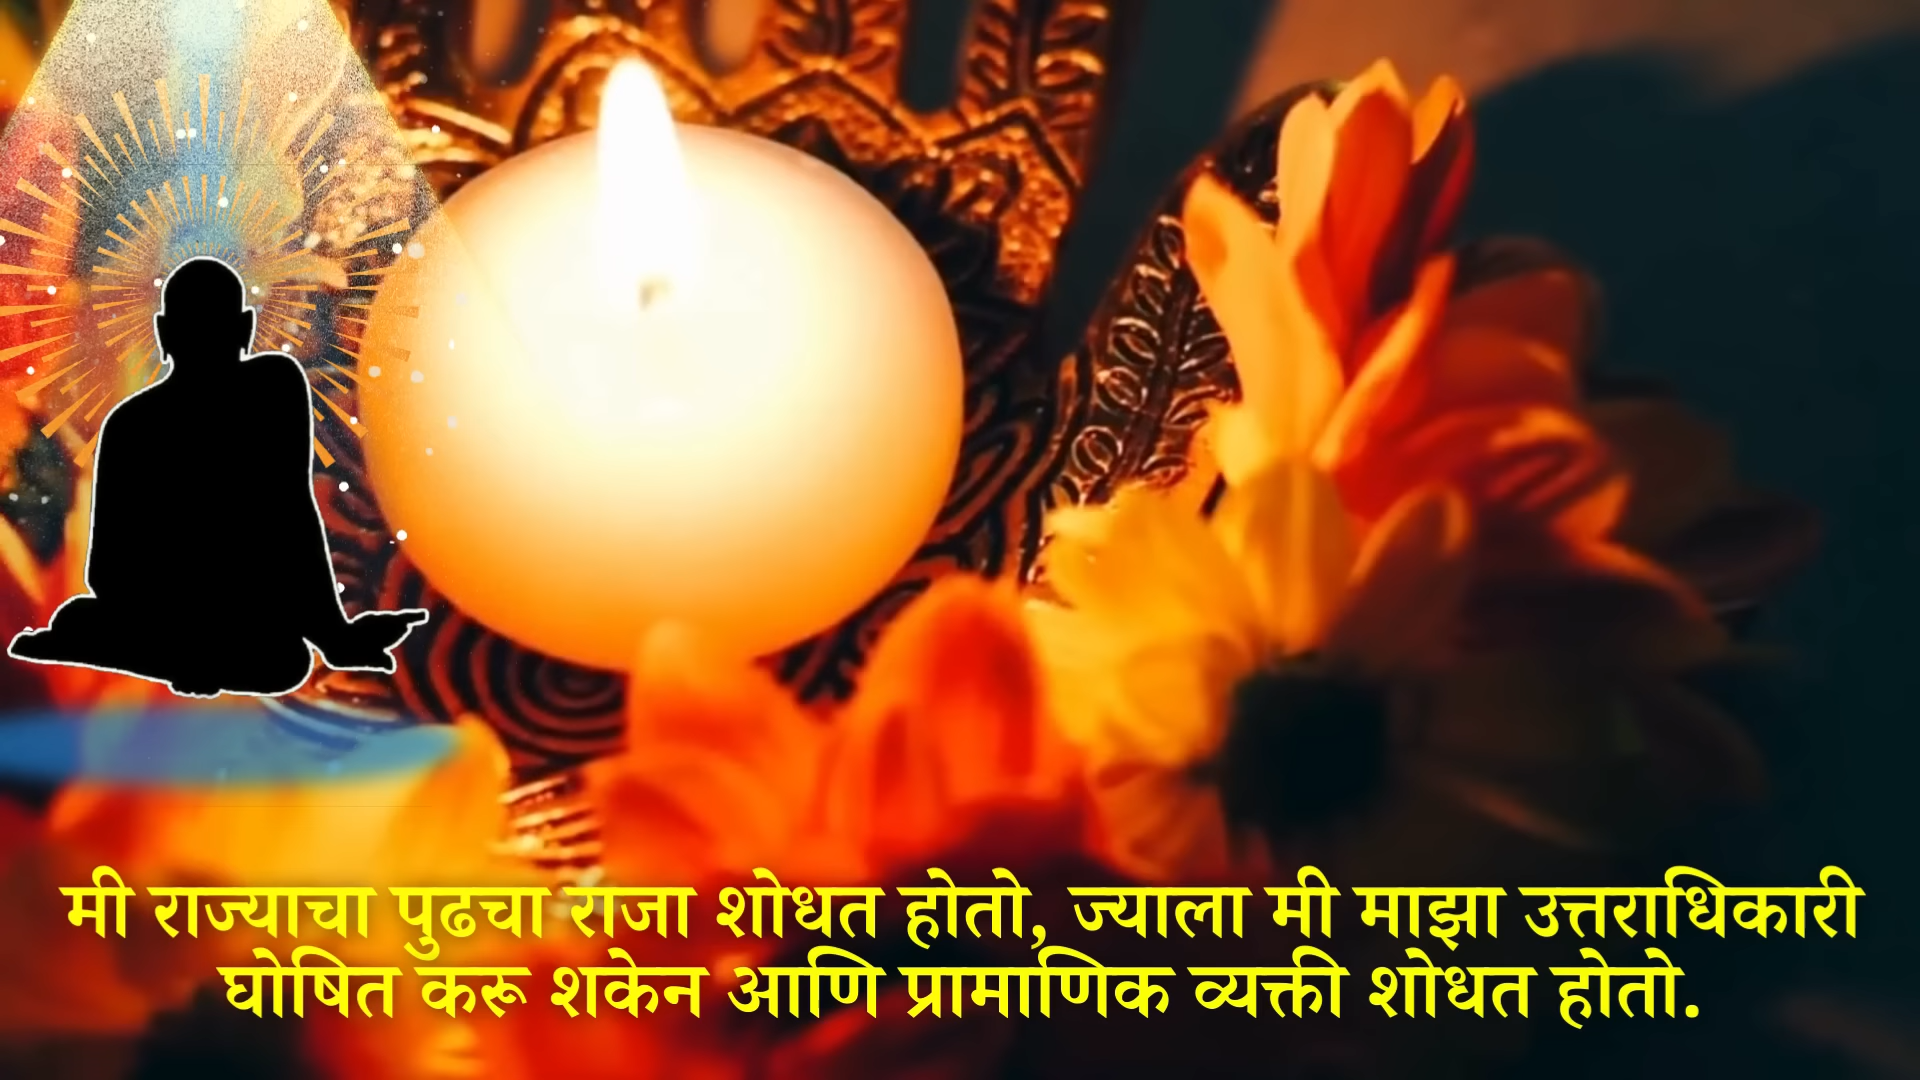 मी राज्याचा पुढचा राजा शोधत होतो, ज्याला मी माझा उत्तराधिकारी
घोषित करू शकेन आणि प्रामाणिक व्यक्ती शोधत होतो.